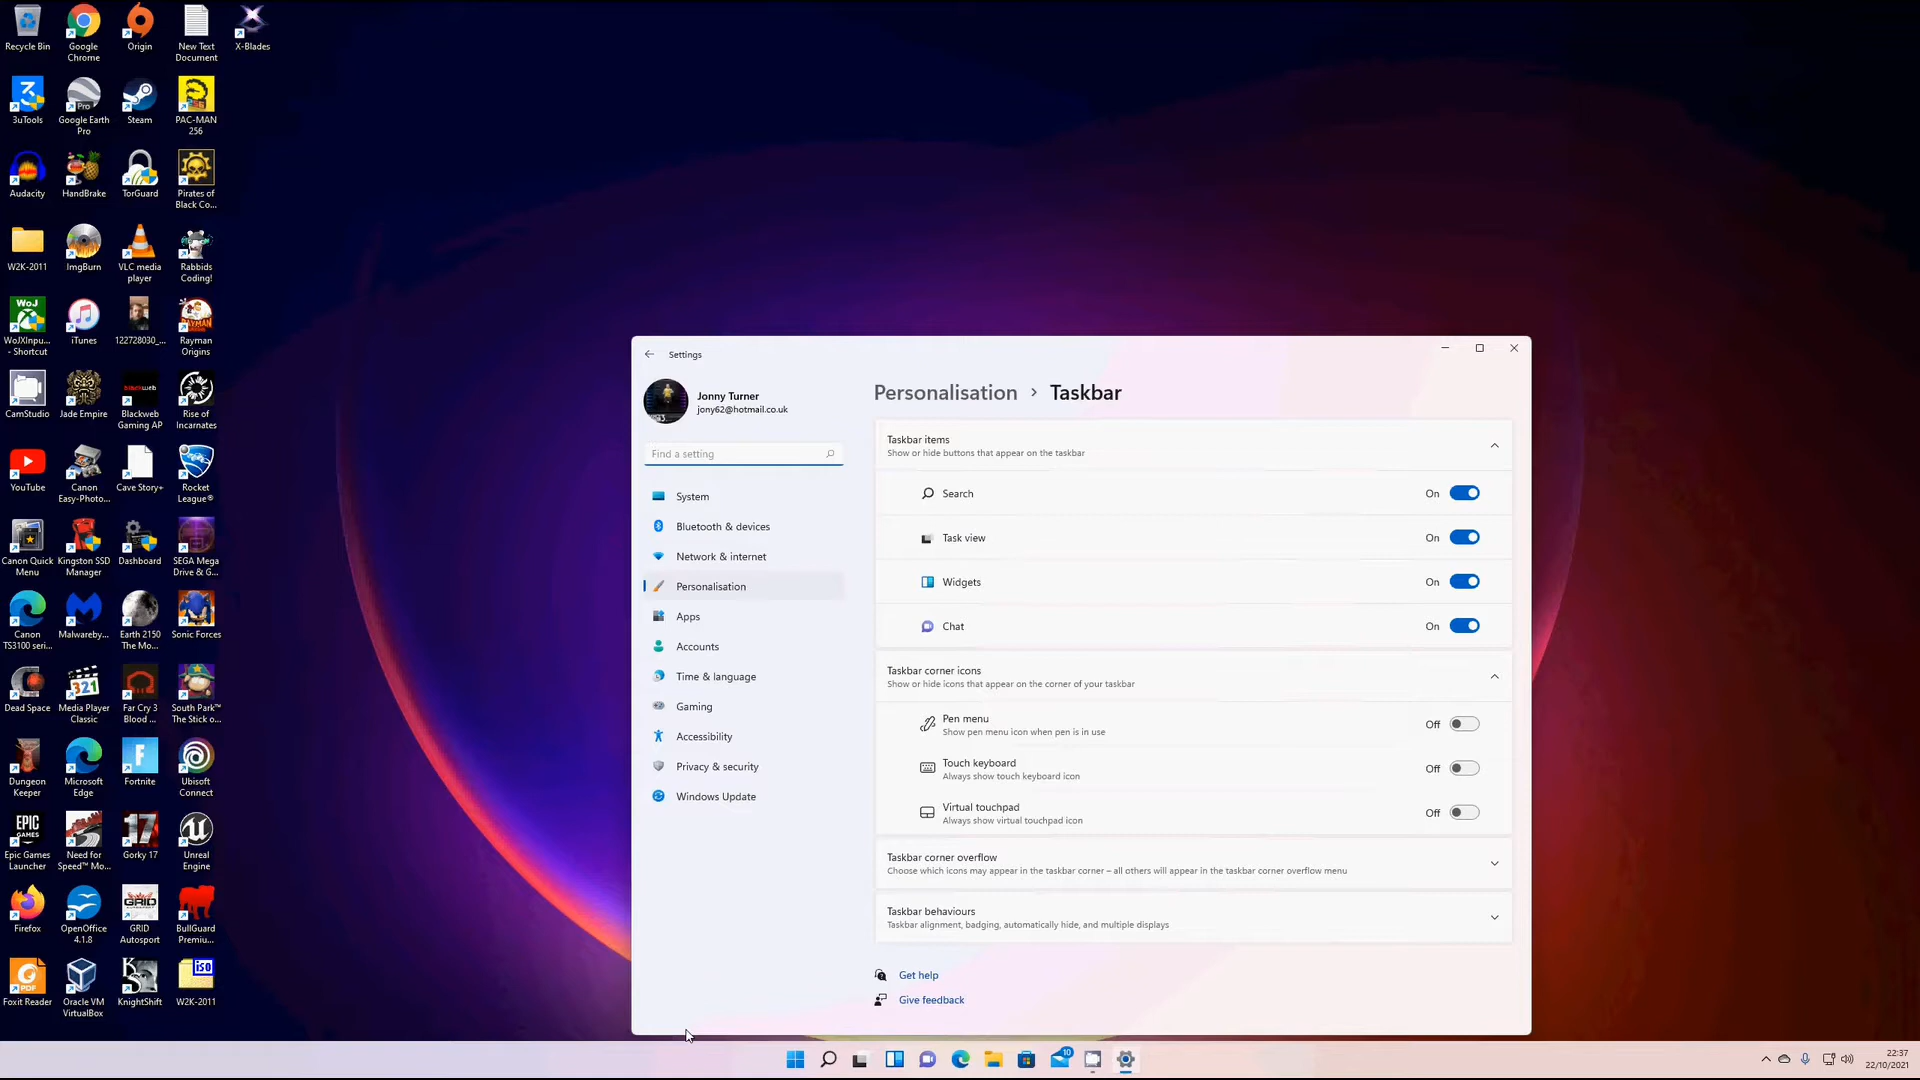 Recycle Bin
Google Chrome
Origin
New Text Document
X-Blades
3uTools
Google Earth Pro
Steam
PAC-MAN 256
Audacity
HandBrake
TorGuard
Pirates of Black Co...
W2K-2011
ImgBurn
VLC media player
Rabbids Coding!
WoJXInpu... - Shortcut
iTunes
122728030_...
Rayman Origins
CamStudio
Jade Empire
Blackweb Gaming AP
Rise of Incarnates
YouTube
Canon Easy-Photo...
Cave Story+
Rocket League®
Canon Quick Menu
Kingston SSD Manager
Dashboard
SEGA Mega Drive & G...
Canon TS3100 seri...
Malwareby...
Earth 2150 The Mo...
Sonic Forces
Dead Space
Media Player Classic
Far Cry 3 Blood ...
South Park™ The Stick o...
Dungeon Keeper
Microsoft Edge
Fortnite
Ubisoft Connect
Epic Games Launcher
Need for Speed™ Mo...
Gorky 17
Unreal Engine
Firefox
OpenOffice 4.1.8
GRID Autosport
BullGuard Premiu...
Foxit Reader
Oracle VM VirtualBox
KnightShift
W2K-2011
Settings
Jonny Turner
jony62@hotmail.co.uk
Find a setting
System
Bluetooth & devices
Network & internet
Personalisation
Apps
Accounts
Time & language
Gaming
Accessibility
Privacy & security
Windows Update
Personalisation > Taskbar
Taskbar items
Show or hide buttons that appear on the taskbar
Search On
Task view On
Widgets On
Chat On
Taskbar corner icons
Show or hide icons that appear on the corner of your taskbar
Pen menu
Show pen menu icon when pen is in use
Off
Touch keyboard
Always show touch keyboard icon
Off
Virtual touchpad
Always show virtual touchpad icon
Off
Taskbar corner overflow
Choose which icons may appear in the taskbar corner – all others will appear in the taskbar corner overflow menu
Taskbar behaviours
Taskbar alignment, badging, automatically hide, and multiple displays
Get help
Give feedback
10
22:37
22/10/2021